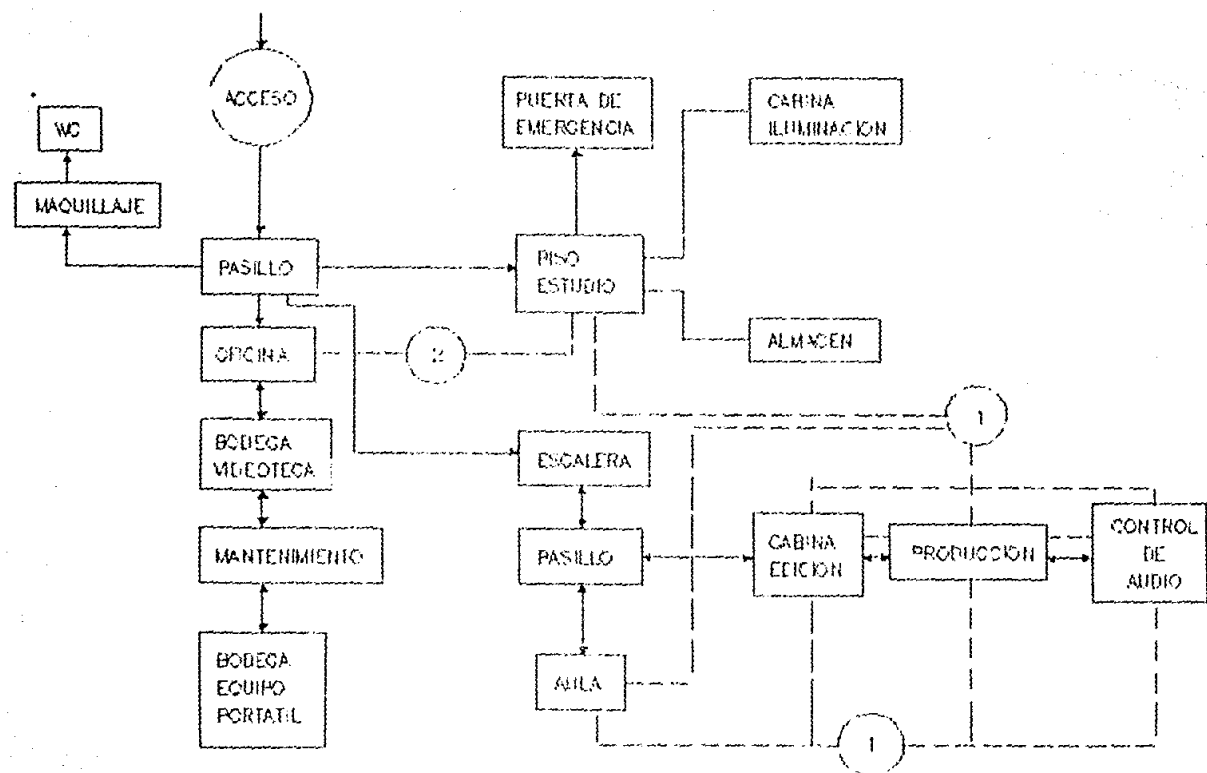 ACCESO
PUERTA DE
EMERGENCIA
CABINA
ILUMINACION
WC
MAQUILLAJE
PASILLO
PISO
ESTUDIO
OFICINA
2
ALMACEN
1
BODEGA
VIDEOTECA
ESCALERA
MANTENIMIENTO
PASILLO
CABINA
EDICION
PRODUCCION
CONTROL
DE
AUDIO
BODEGA
EQUIPO
PORTATIL
AULA
1